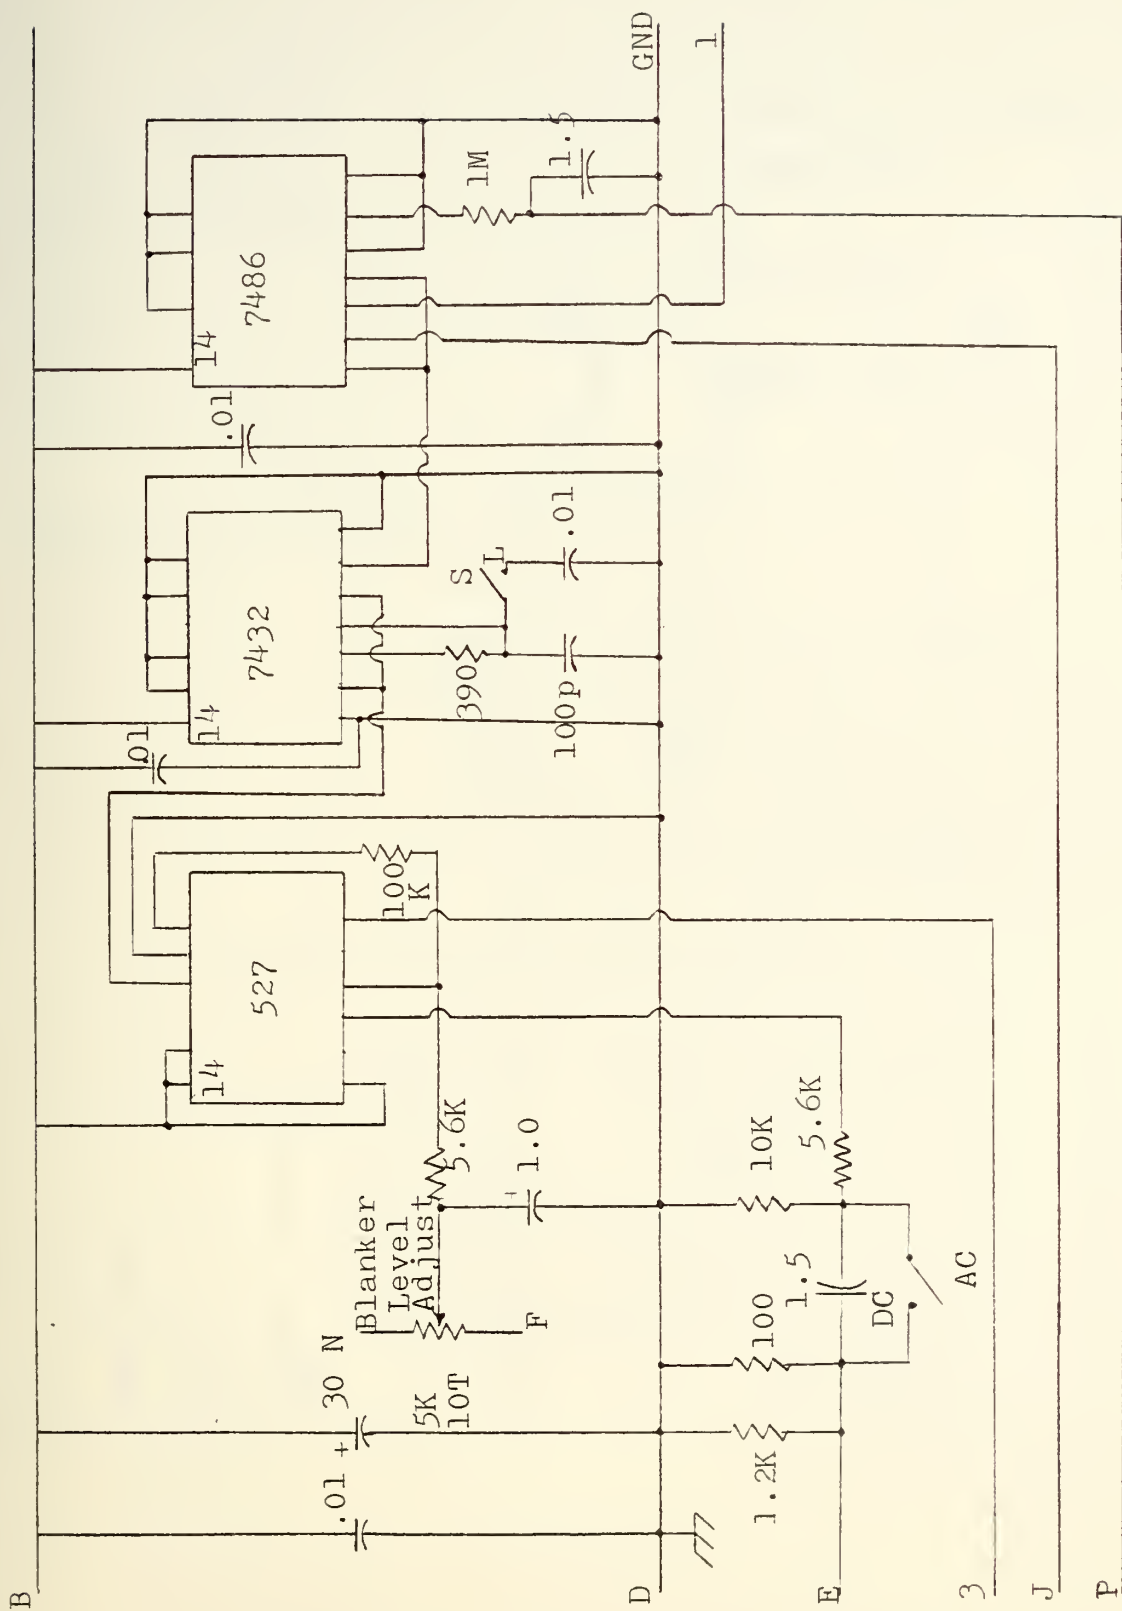 B
.01
+
30
N
Blanker
Level
Adjust
5K
10T
F
5.6K
+
1.0
14
527
100
K
.01
14
7432
390
100p
S
L
.01
.01
14
7486
1M
1.5
GND
1
D
1.2K
100
10K
E
1.5
DC
AC
5.6K
3
J
P